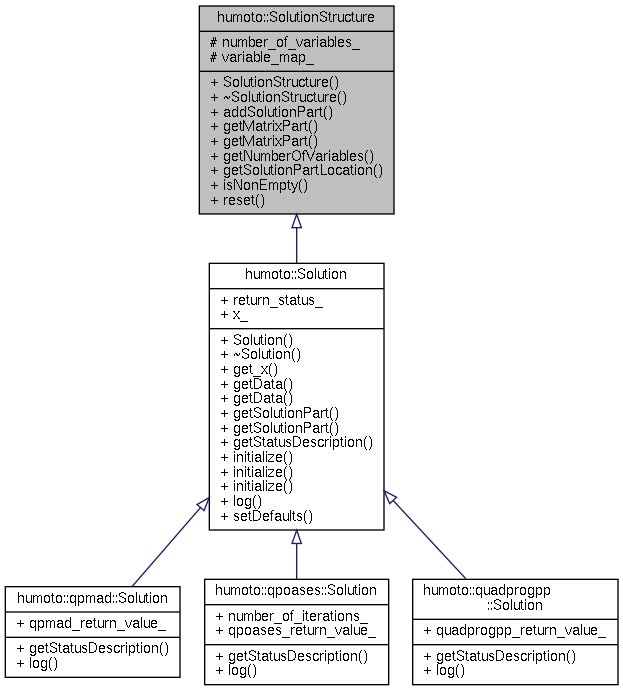 humoto::SolutionStructure
# number_of_variables_
# variable_map_
+ SolutionStructure()
+ ~SolutionStructure()
+ addSolutionPart()
+ getMatrixPart()
+ getMatrixPart()
+ getNumberOfVariables()
+ getSolutionPartLocation()
+ isNonEmpty()
+ reset()
humoto::Solution
+ return_status_
+ x_
+ Solution()
+ ~Solution()
+ get_x()
+ getData()
+ getData()
+ getSolutionPart()
+ getSolutionPart()
+ getStatusDescription()
+ initialize()
+ initialize()
+ initialize()
+ log()
+ setDefaults()
humoto::qpmad::Solution
+ qpmad_return_value_
+ getStatusDescription()
+ log()
humoto::qpoases::Solution
+ number_of_iterations_
+ qpoases_return_value_
+ getStatusDescription()
+ log()
humoto::quadprogpp
::Solution
+ quadprogpp_return_value_
+ getStatusDescription()
+ log()